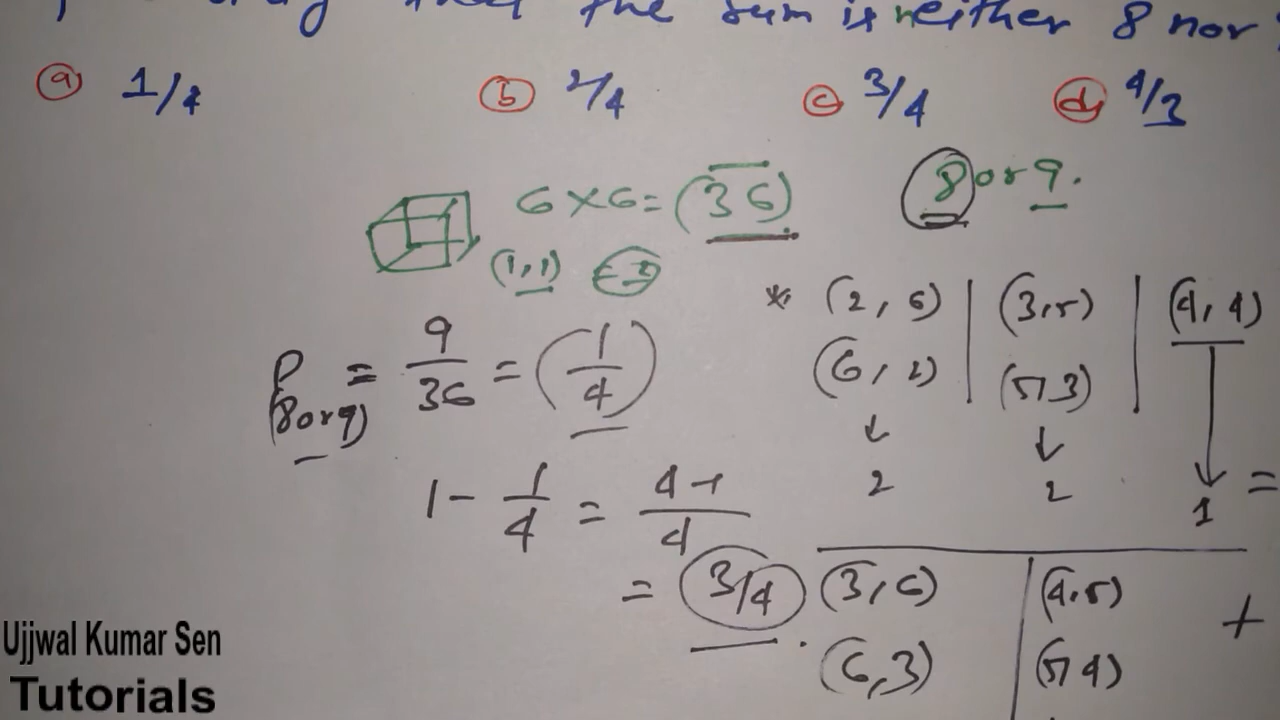 that the sum is neither 8 nor
(a) 1/4 (b) 2/4 (c) 3/4 (d) 4/3
6 × 6 = (36) 8 or 9.
(1,1) = 2
* (2, 6) | (3,5) | (4, 4)
(6, 2) | (5, 3)
P(8 or 9) = 9/36 = (1/4)
2 2 1 =
1 - 1/4 = 4-1/4
= 3/4.
(3, 6) | (4,5) +
(6,3) | (5, 4)
Ujjwal Kumar Sen
Tutorials